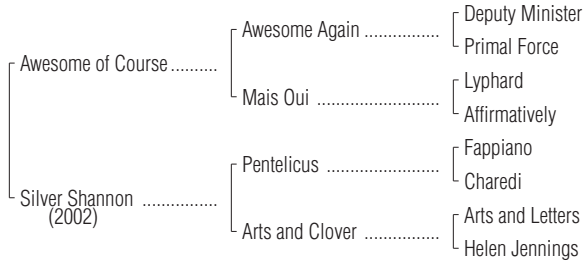 Deputy Minister
Awesome Again ................
Primal Force
Awesome of Course ..........
Lyphard
Mais Oui ..........................
Affirmatively
Fappiano
Pentelicus ........................
Charedi
Silver Shannon ................
(2002)
Arts and Letters
Arts and Clover ................
Helen Jennings